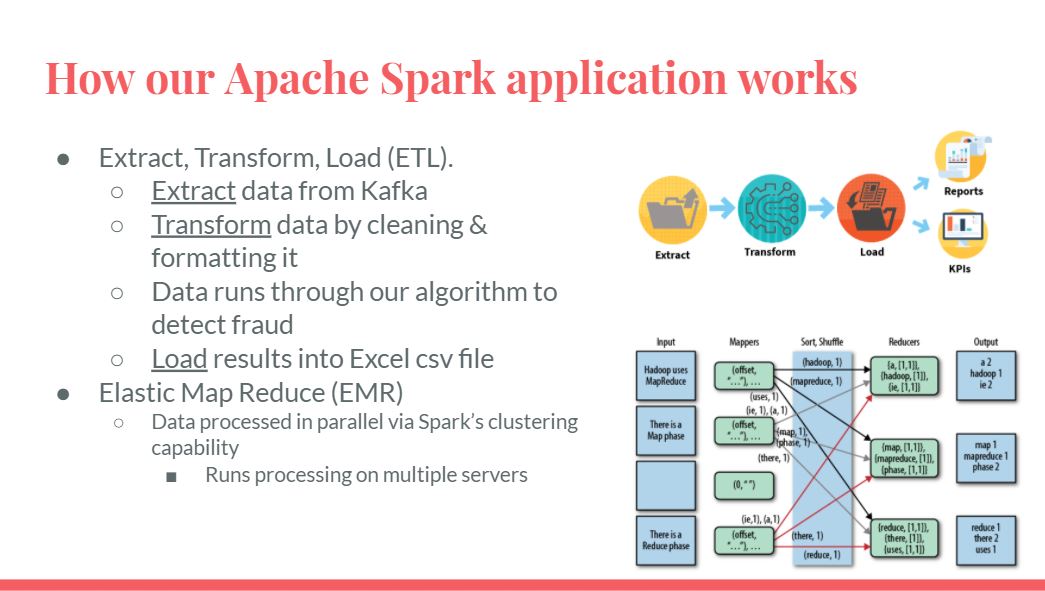 How our Apache Spark application works
● Extract, Transform, Load (ETL).
○ Extract data from Kafka
○ Transform data by cleaning &
formatting it
○ Data runs through our algorithm to
detect fraud
○ Load results into Excel csv file
● Elastic Map Reduce (EMR)
○ Data processed in parallel via Spark's clustering
capability
■ Runs processing on multiple servers
Extract
Transform
Load
Reports
KPIs
Input
Mappers
Sort, Shuffle
Reducers
Output
Hadoop uses
MapReduce
There is a
Map phase
There is a
Reduce phase
(offset,
"…"), …
(offset,
"…"), …
(0, "")
(offset,
"…"), …
(hadoop, 1)
(mapreduce, 1)
(uses, 1)
(ie, 1), (a, 1)
(map, 1),
(phase, 1)
(there, 1)
(ie,1), (a,1)
(there, 1)
(reduce, 1)
{a, [1,1]},
{hadoop, [1]},
{ie, [1,1]}
{map, [1,1]},
{mapreduce, [1]},
{phase, [1,1]}
{reduce, [1,1]},
{there, [1]},
{uses, [1,1]}
a 2
hadoop 1
ie 2
map 1
mapreduce 1
phase 2
reduce 1
there 2
uses 1